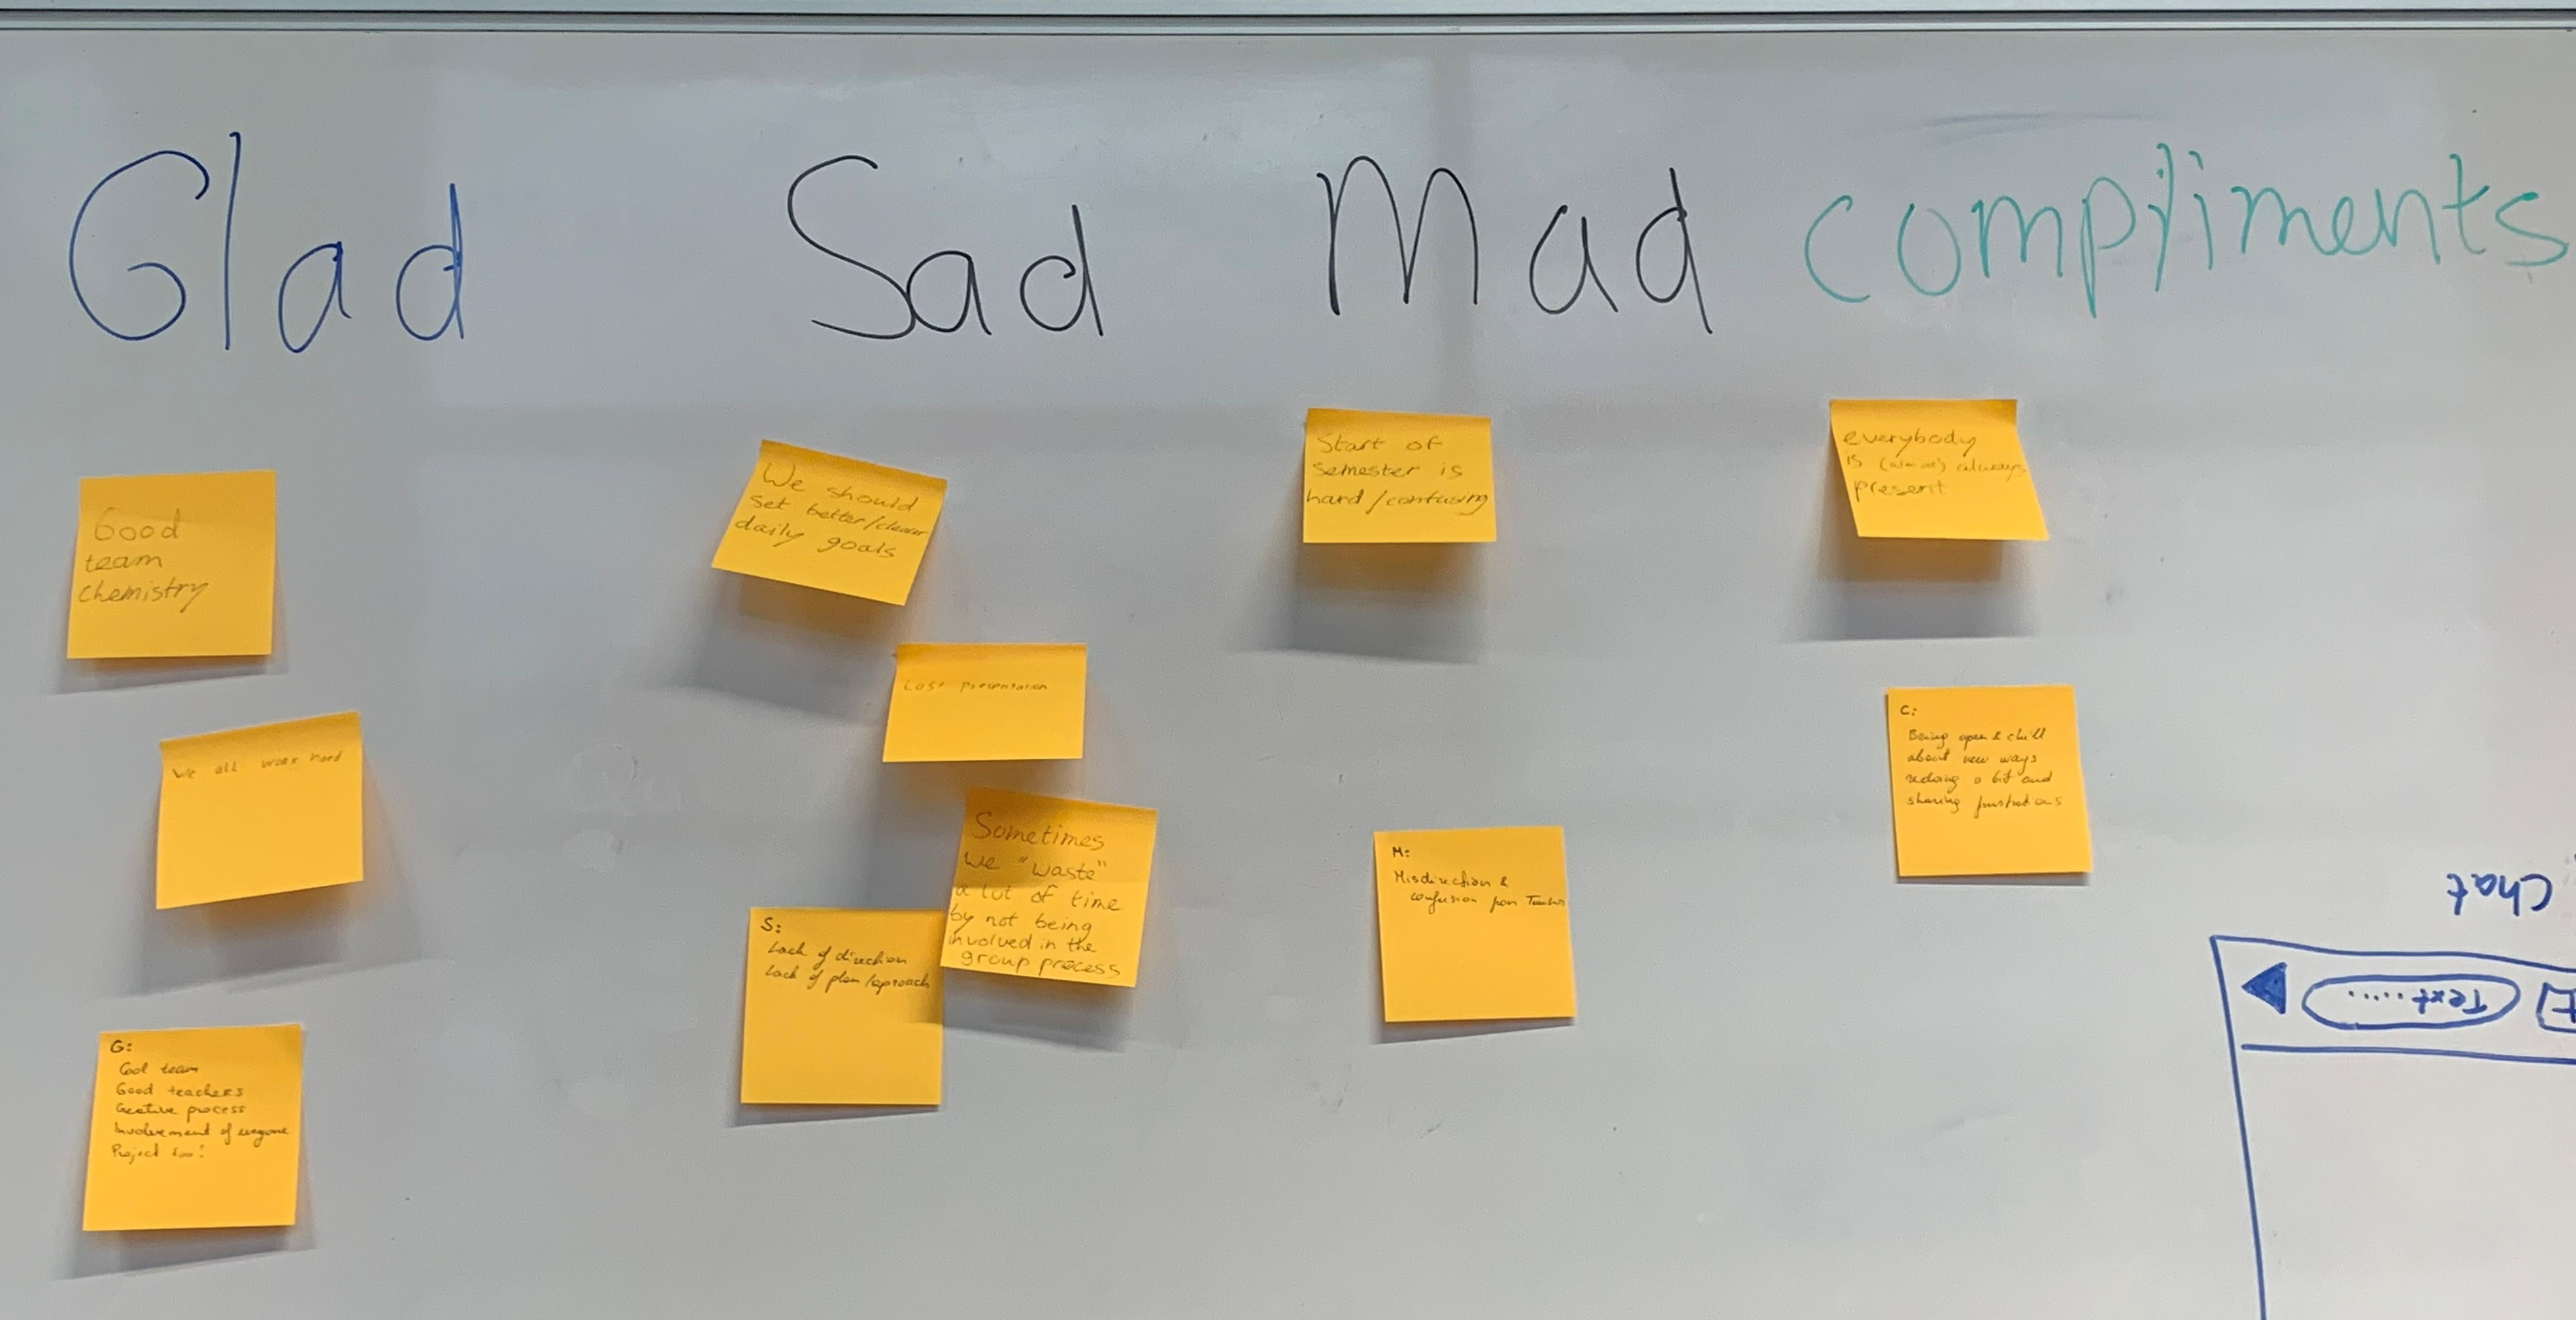 Glad
Sad
Mad
compliments
Good
team
chemistry
We all work hard
G:
Cool team
Good teachers
Creative process
Involvement of everyone
Project too!
We should
set better/clearer
daily goals
Last presentation
Sometimes
we "waste"
a lot of time
by not being
involved in the
group process
S:
Lack of direction
Lack of plan/aproach
Start of
semester is
hard/confusing
M:
Misdirection &
confusion from
everybody
is (almost) always
present
C:
Being open & chill
about new ways
redoing a bit and
sharing frustrations
Chat
Text......